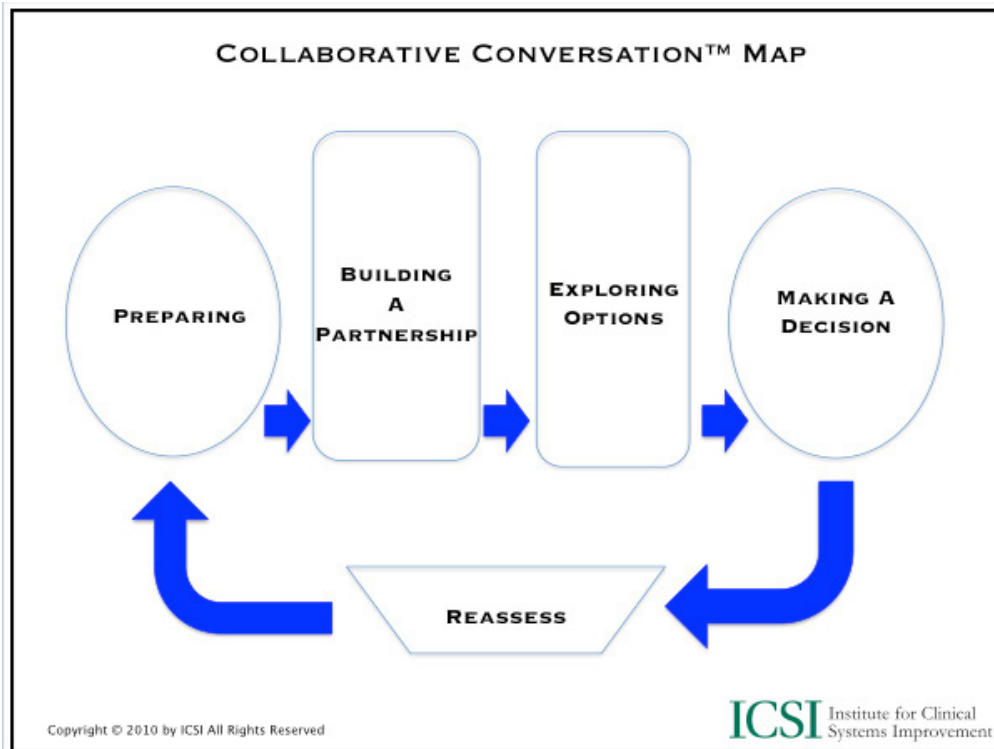 Collaborative Conversation™ Map
Preparing
Building
A
Partnership
Exploring
Options
Making A
Decision
Reassess
Copyright © 2010 by ICSI All Rights Reserved
ICSI
Institute for Clinical
Systems Improvement